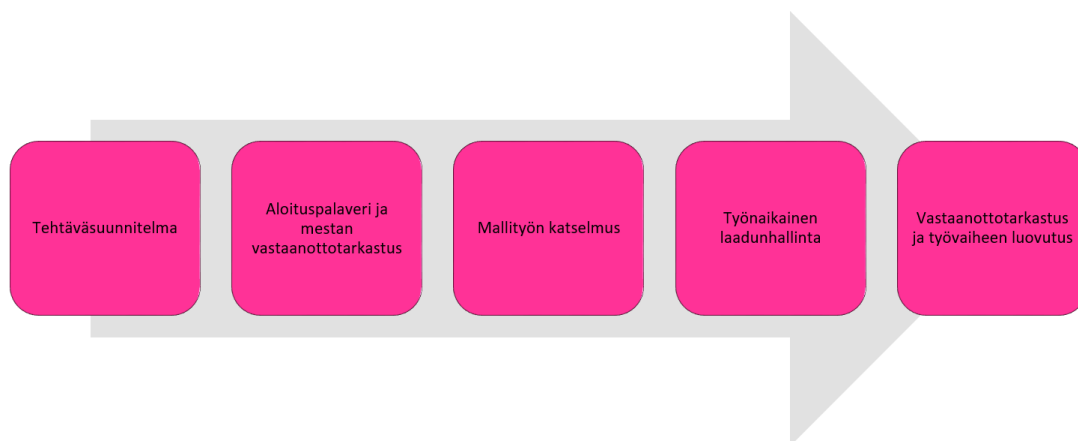 Tehtäväsuunnitelma
Aloituspalaveri ja
mestan
vastaanottotarkastus
Mallityön katselmus
Työnaikainen
laadunhallinta
Vastaanottotarkastus
ja työvaiheen luovutus